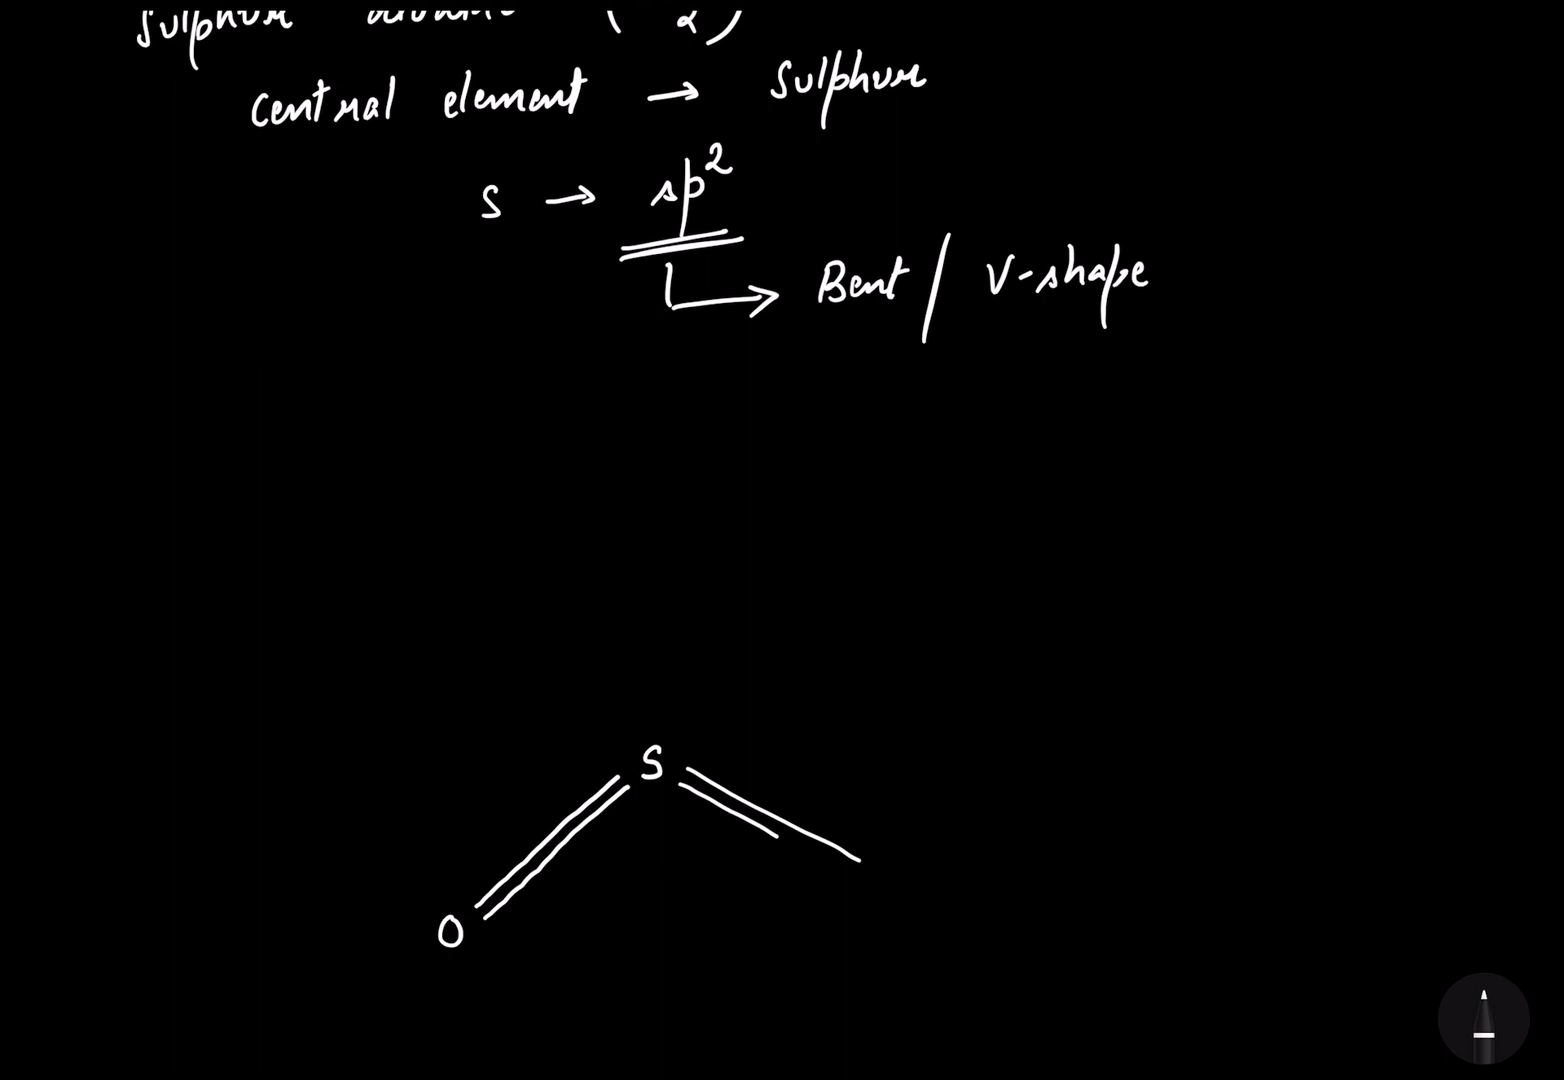 Sulphur
central element → Sulphur
S → sp²
Bent / V-shape
S
O